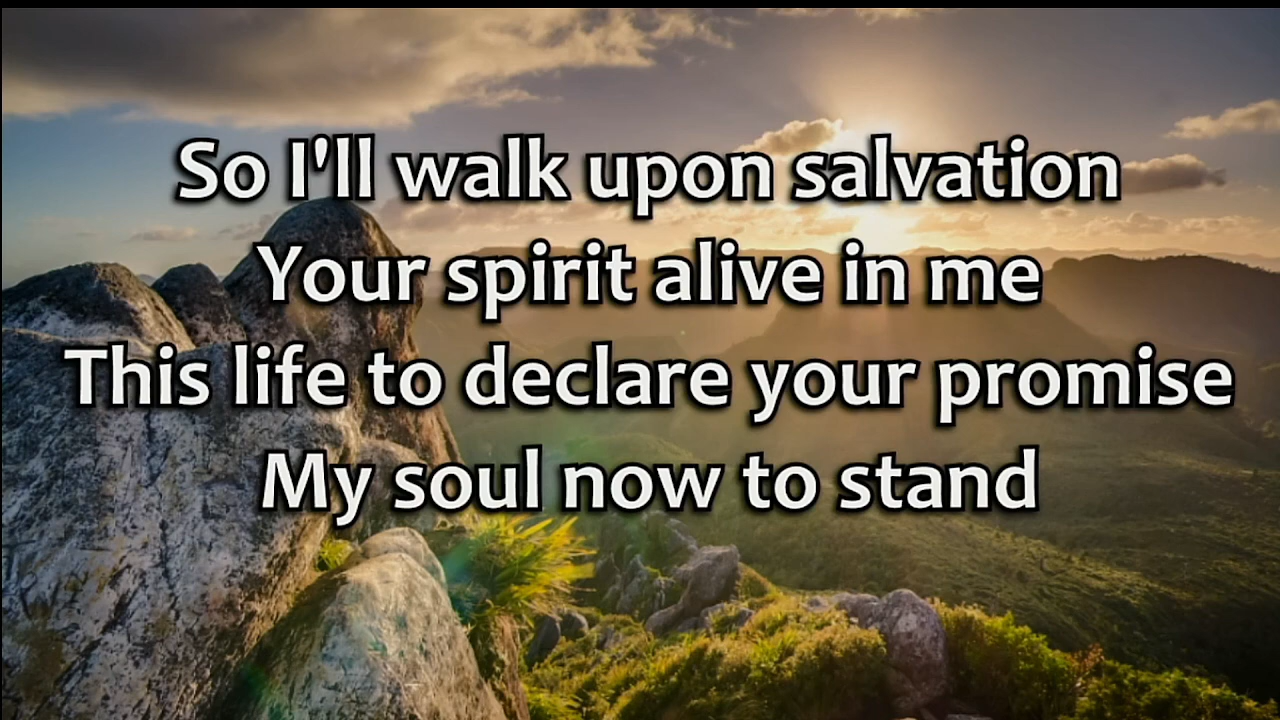 So I'll walk upon salvation
Your spirit alive in me
This life to declare your promise
My soul now to stand